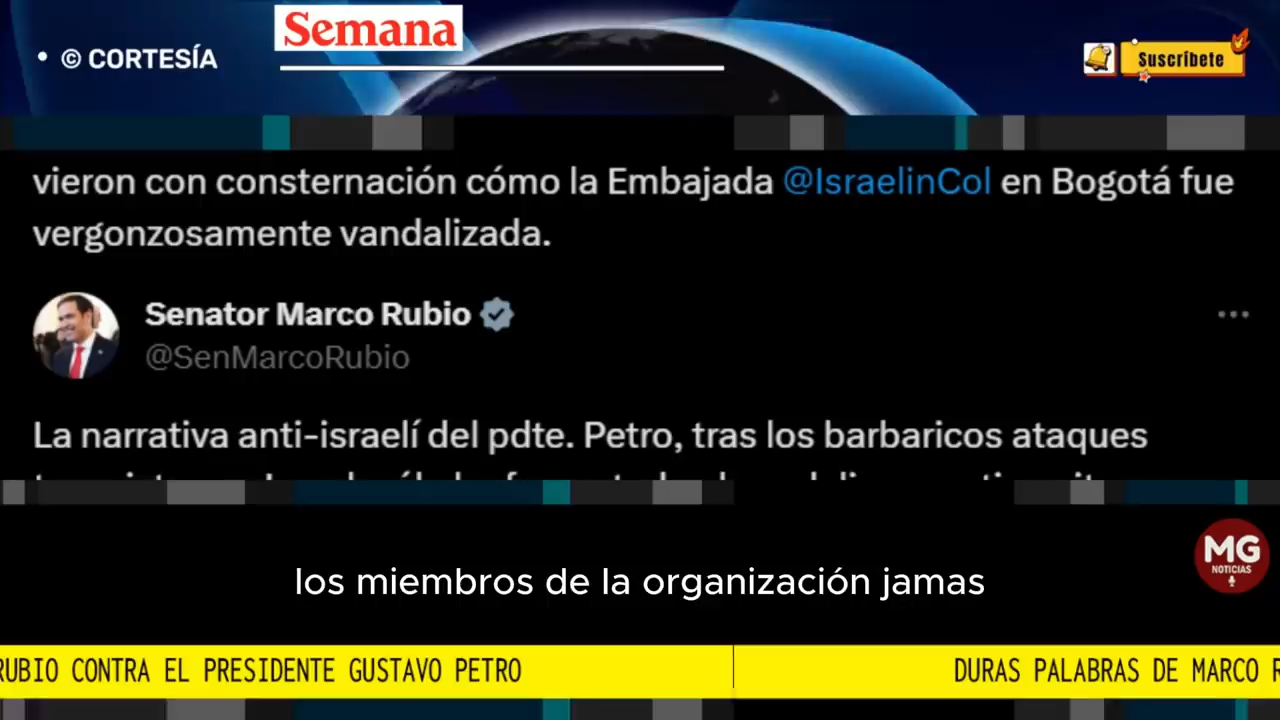 • © CORTESÍA
Semana
Suscríbete
vieron con consternación cómo la Embajada @IsraelinCol en Bogotá fue
vergonzosamente vandalizada.
Senator Marco Rubio
@SenMarcoRubio
La narrativa anti-israelí del pdte. Petro, tras los barbaricos ataques
los miembros de la organización jamas
MG
NOTICIAS
RUBIO CONTRA EL PRESIDENTE GUSTAVO PETRO
DURAS PALABRAS DE MARCO R